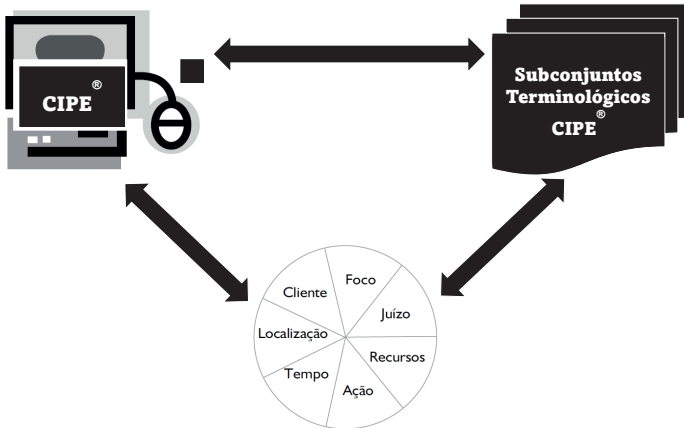 CIPE®
Subconjuntos
Terminológicos
CIPE®
Foco
Cliente
Juízo
Localização
Recursos
Tempo
Ação